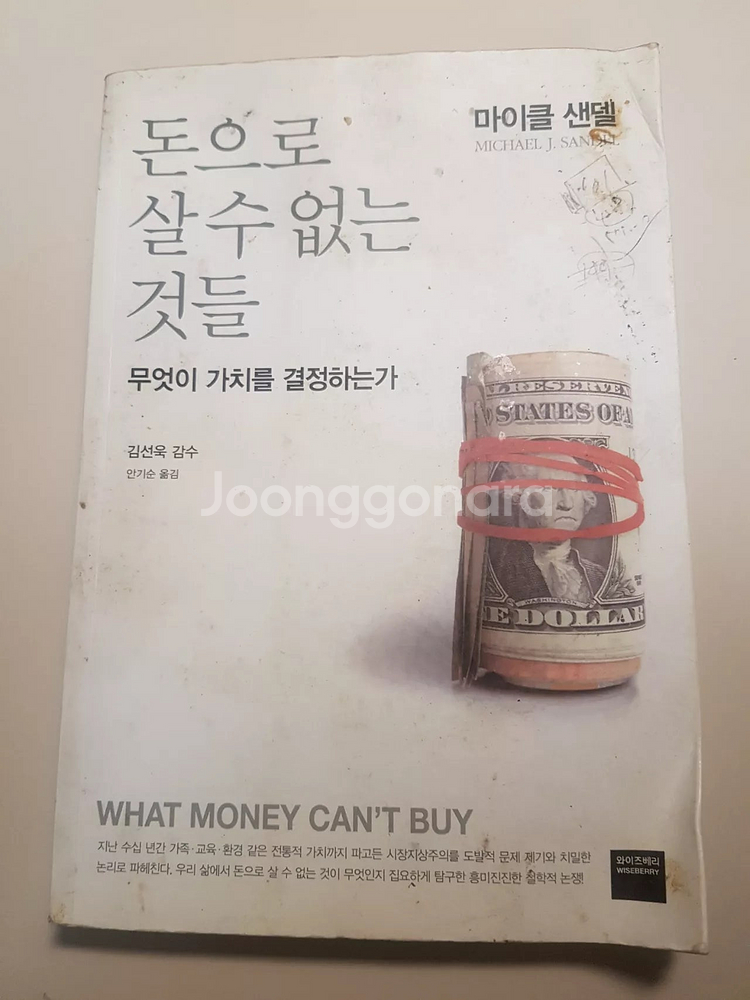 돈으로
살 수 없는
것들
마이클 샌델
MICHAEL J. SANDEL
무엇이 가치를 결정하는가
김선욱 감수
안기순 옮김
Joonggonara
STATES OF A
WASHINGTON
E DOLLAR
WHAT MONEY CAN'T BUY
지난 수십 년간 가족·교육·환경 같은 전통적 가치까지 파고든 시장지상주의를 도발적 문제 제기와 치밀한
논리로 파헤친다. 우리 삶에서 돈으로 살 수 없는 것이 무엇인지 집요하게 탐구한 흥미진진한 철학적 논쟁!
와이즈베리
WISEBERRY